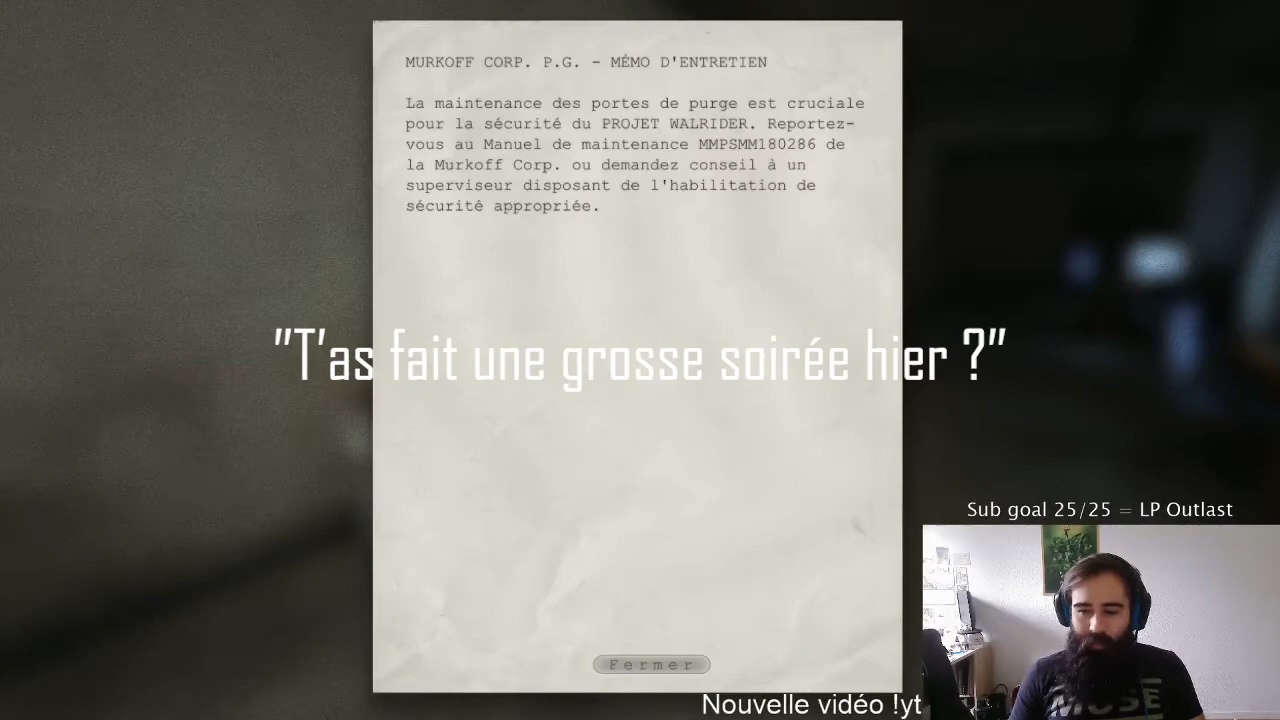 MURKOFF CORP. P.G. - MÉMO D'ENTRETIEN
La maintenance des portes de purge est cruciale
pour la sécurité du PROJET WALRIDER. Reportez-
vous au Manuel de maintenance MMPSMM180286 de
la Murkoff Corp. ou demandez conseil à un
superviseur disposant de l'habilitation de
sécurité appropriée.
"T'as fait une grosse soirée hier ?"
Sub goal 25/25 = LP Outlast
MUSE
Fermer
Nouvelle vidéo !yt